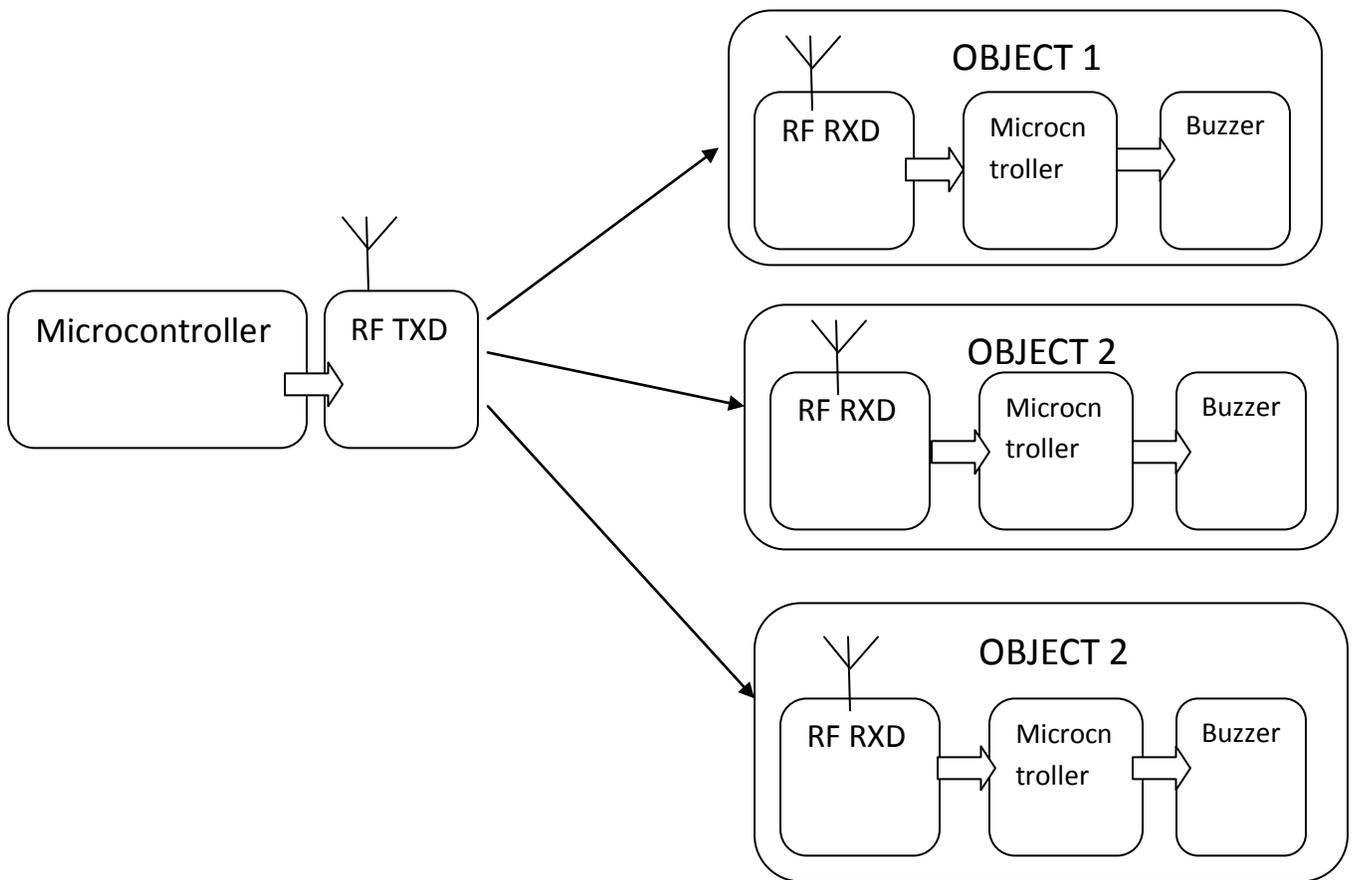 OBJECT 1
RF RXD
Microcn
troller
Buzzer
Microcontroller
RF TXD
OBJECT 2
RF RXD
Microcn
troller
Buzzer
OBJECT 2
RF RXD
Microcn
troller
Buzzer